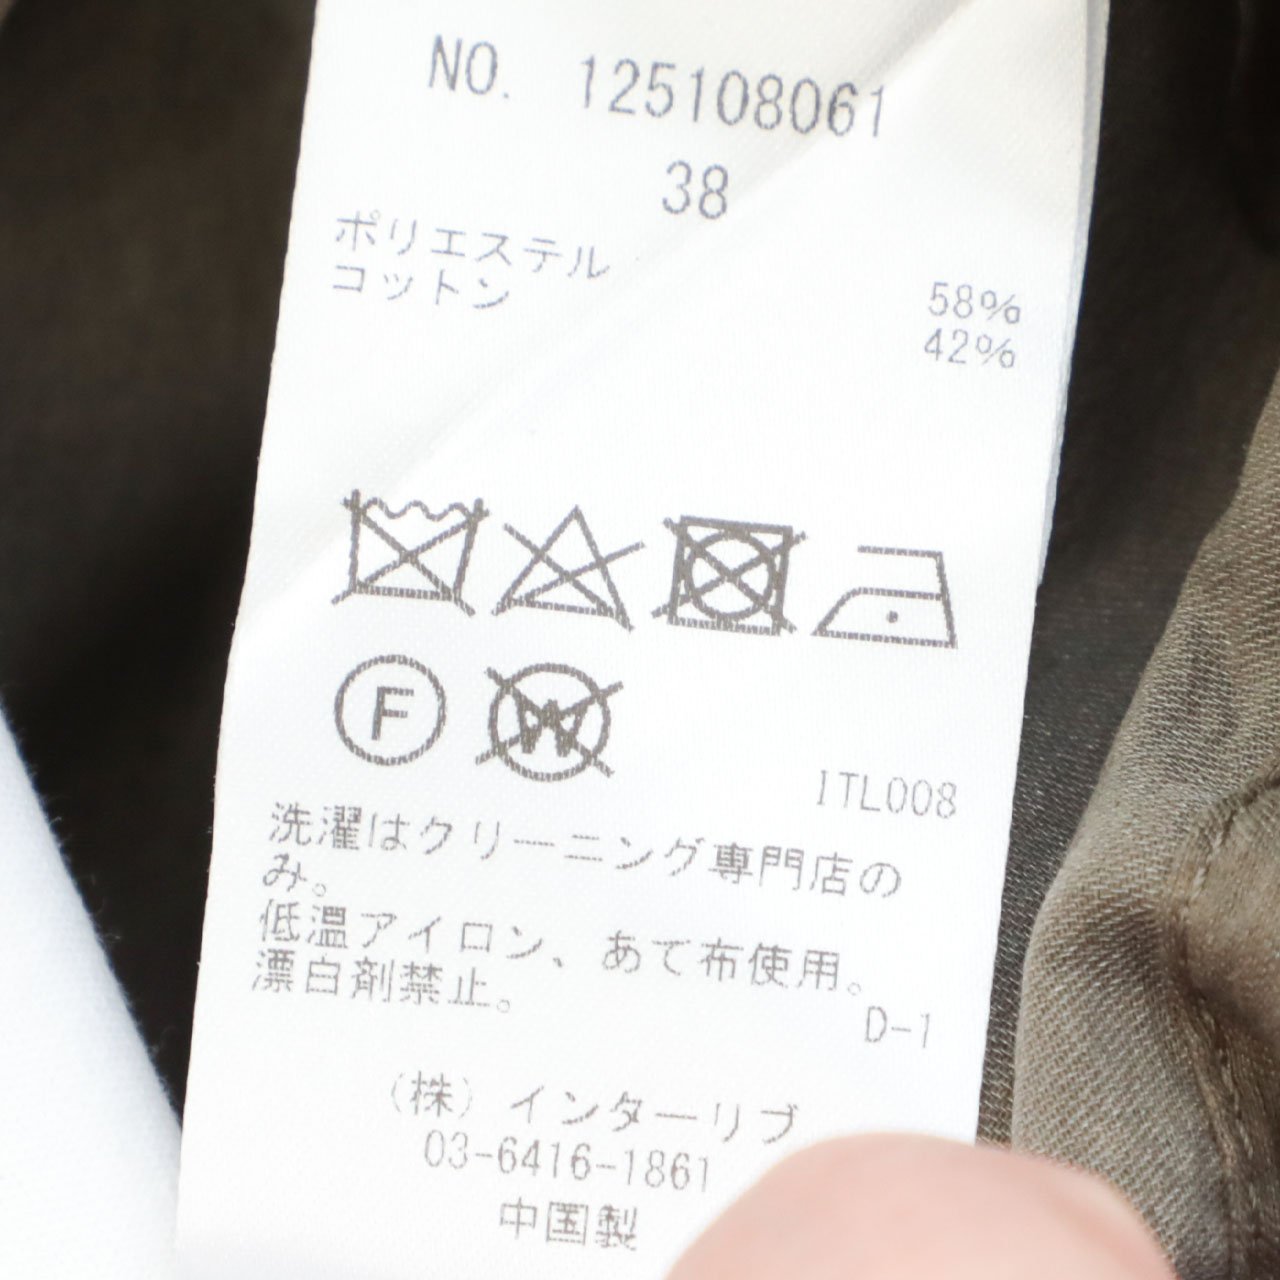 NO. 125108061
38
ポリエステル 58%
コットン 42%
F
W
ITL008
洗濯はクリーニング専門店の
み。
低温アイロン、あて布使用。
漂白剤禁止。
D-1
(株)インターリブ
03-6416-1861
中国製